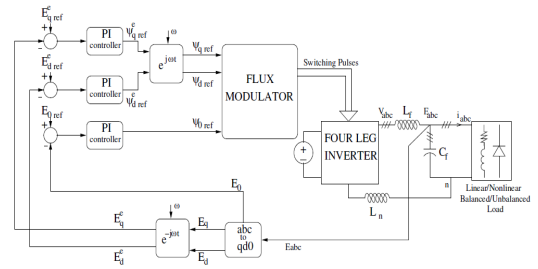 E^e_q ref
ω
+
−
PI
controller
ψ^e_q ref
E^e_d ref
e^jωt
ψ_q ref
ψ_d ref
FLUX
MODULATOR
Switching Pulses
+
−
PI
controller
ψ^e_d ref
E_0 ref
+
−
PI
controller
ψ_0 ref
V_abc
L_f
E_abc
i_abc
+
−
FOUR LEG
INVERTER
C_f
n
L_n
Linear/Nonlinear
Balanced/Unbalanced
Load
E_0
ω
E^e_q
e^-jωt
E_q
abc
to
qd0
Eabc
E^e_d
E_d